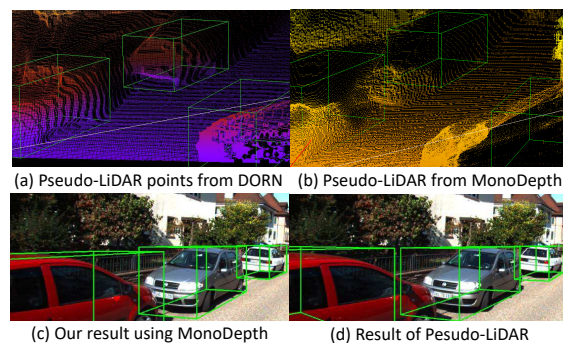 (a) Pseudo-LiDAR points from DORN
(b) Pseudo-LiDAR from MonoDepth
(c) Our result using MonoDepth
(d) Result of Pesudo-LiDAR